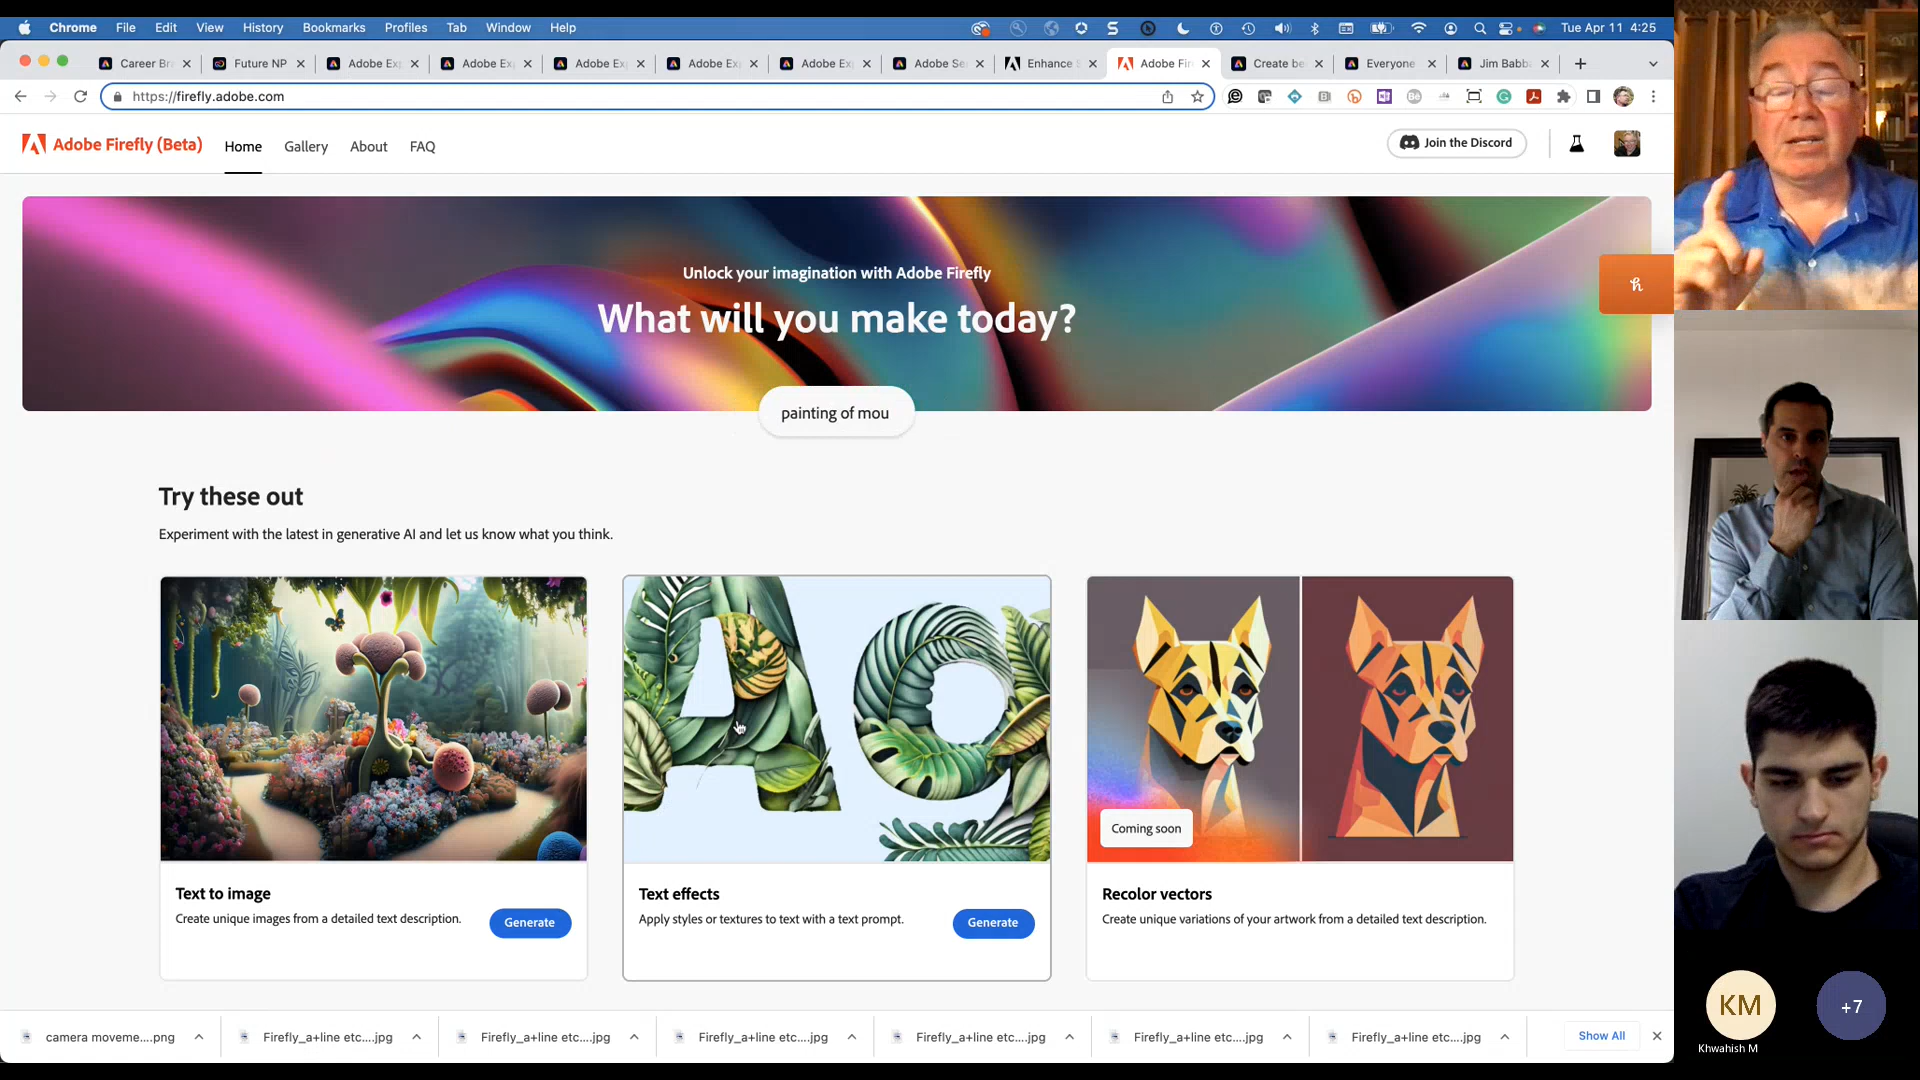 Chrome File Edit View History Bookmarks Profiles Tab Window Help Tue Apr 11 4:25
Career Br Future NP Adobe Ex Adobe Ex Adobe Ex Adobe Ex Adobe Ex Adobe Se Enhance S Adobe Fir Create be Everyone Jim Babb
https://firefly.adobe.com
Adobe Firefly (Beta) Home Gallery About FAQ Join the Discord
Unlock your imagination with Adobe Firefly
What will you make today?
painting of mou
Try these out
Experiment with the latest in generative AI and let us know what you think.
Coming soon
Text to image
Create unique images from a detailed text description.
Generate
Text effects
Apply styles or textures to text with a text prompt.
Generate
Recolor vectors
Create unique variations of your artwork from a detailed text description.
camera moveme....png Firefly_a+line etc....jpg Firefly_a+line etc....jpg Firefly_a+line etc....jpg Firefly_a+line etc....jpg Firefly_a+line etc....jpg Firefly_a+line etc....jpg Show All
KM
+7
Khwahish M